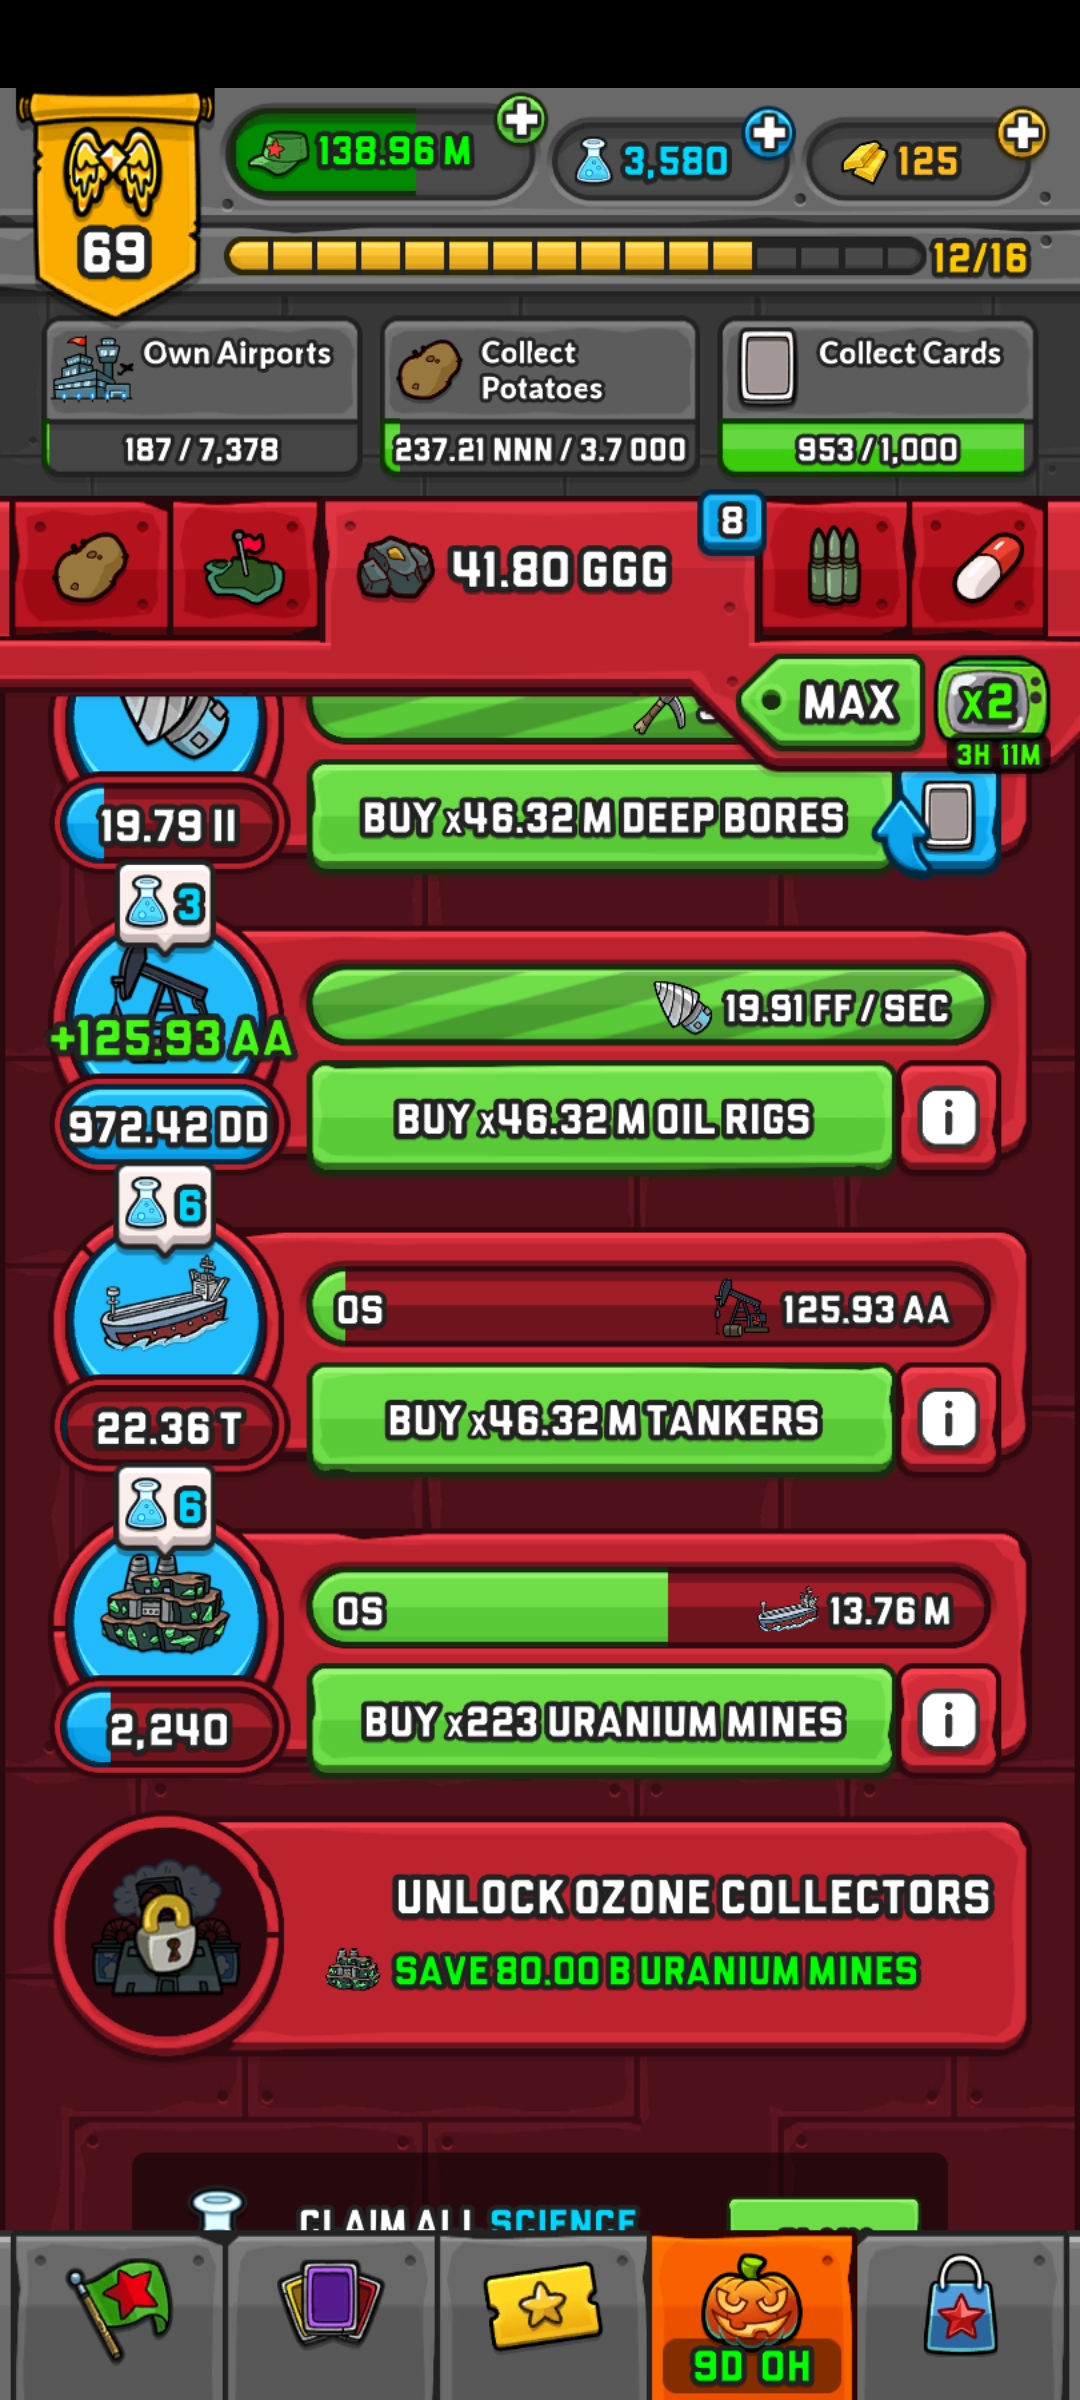 138.96 M
3,580
125
69
12/16
Own Airports
187 / 7,378
Collect
Potatoes
237.21 NNN / 3.7 OOO
Collect Cards
953 / 1,000
8
41.80 GGG
MAX
x2
3H 11M
19.79 II
BUY x46.32 M DEEP BORES
3
+125.93 AA
19.91 FF / SEC
972.42 DD
BUY x46.32 M OIL RIGS
i
6
0S
125.93 AA
22.36 T
BUY x46.32 M TANKERS
i
6
0S
13.76 M
2,240
BUY x223 URANIUM MINES
i
UNLOCK OZONE COLLECTORS
SAVE 80.00 B URANIUM MINES
CLAIM ALL SCIENCE
9D 0H